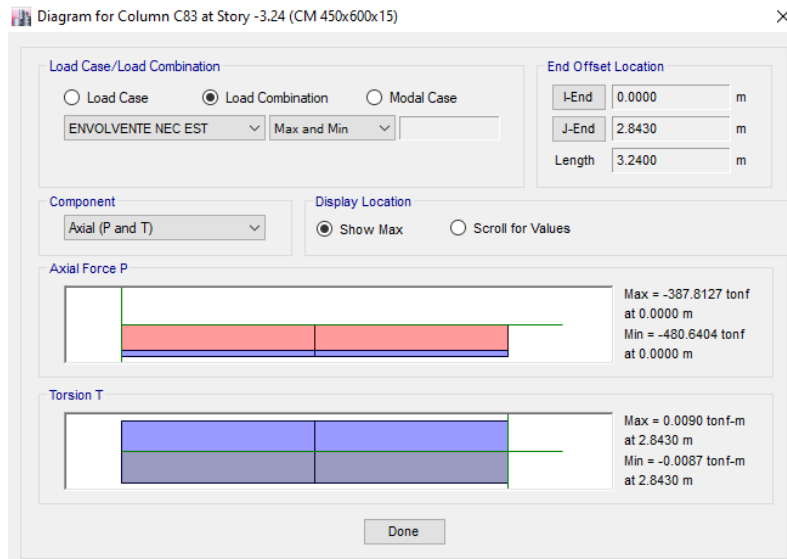 Diagram for Column C83 at Story -3.24 (CM 450x600x15)
Load Case/Load Combination
Load Case Load Combination Modal Case
ENVOLVENTE NEC EST Max and Min
End Offset Location
I-End 0.0000 m
J-End 2.8430 m
Length 3.2400 m
Component
Axial (P and T)
Display Location
Show Max Scroll for Values
Axial Force P
Max = -387.8127 tonf
at 0.0000 m
Min = -480.6404 tonf
at 0.0000 m
Torsion T
Max = 0.0090 tonf-m
at 2.8430 m
Min = -0.0087 tonf-m
at 2.8430 m
Done